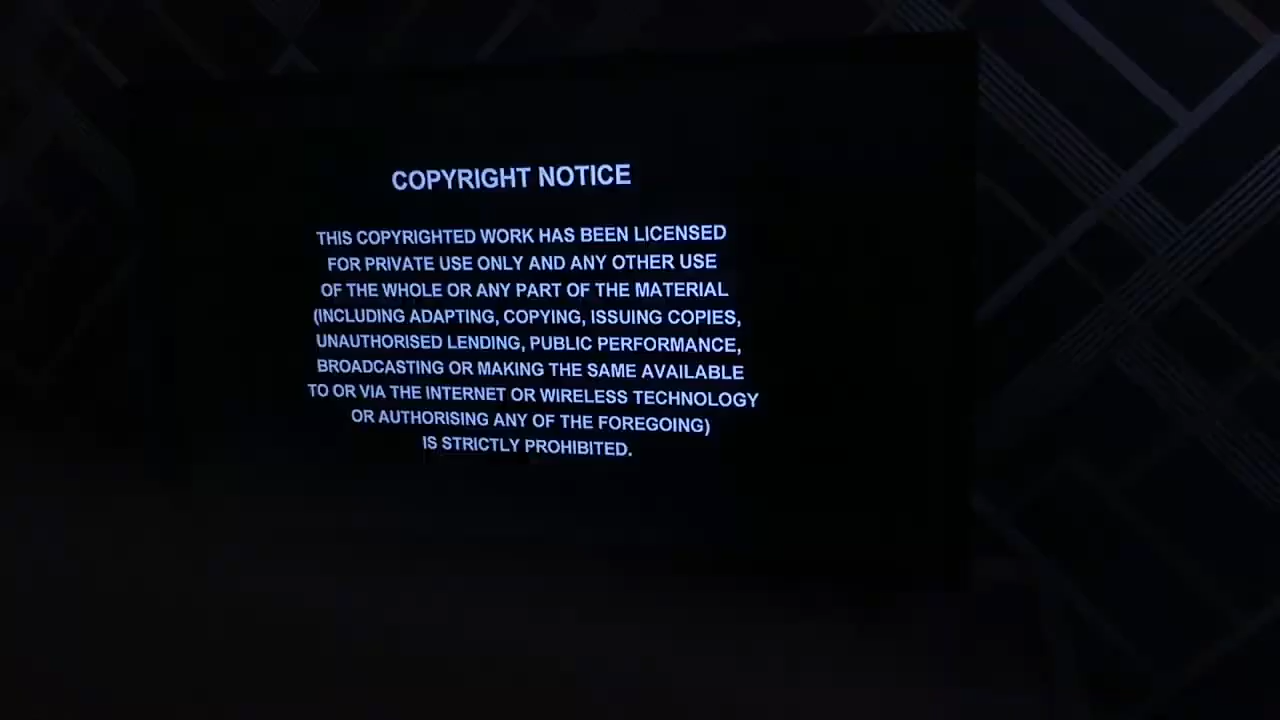 COPYRIGHT NOTICE
THIS COPYRIGHTED WORK HAS BEEN LICENSED
FOR PRIVATE USE ONLY AND ANY OTHER USE
OF THE WHOLE OR ANY PART OF THE MATERIAL
(INCLUDING ADAPTING, COPYING, ISSUING COPIES,
UNAUTHORISED LENDING, PUBLIC PERFORMANCE,
BROADCASTING OR MAKING THE SAME AVAILABLE
TO OR VIA THE INTERNET OR WIRELESS TECHNOLOGY
OR AUTHORISING ANY OF THE FOREGOING)
IS STRICTLY PROHIBITED.